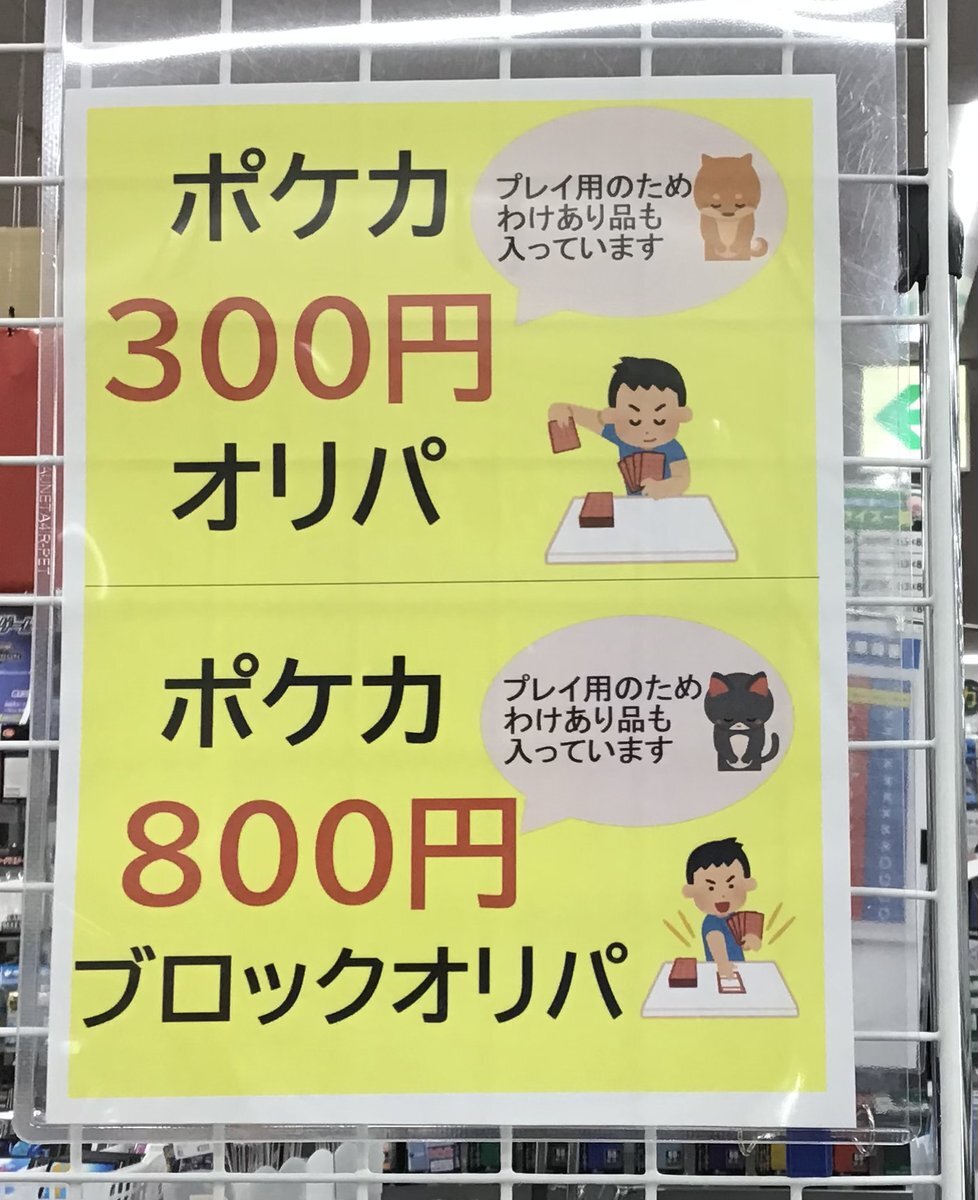 ポケカ
プレイ用のため
わけあり品も
入っています
300円
オリパ
ポケカ
プレイ用のため
わけあり品も
入っています
800円
ブロックオリパ